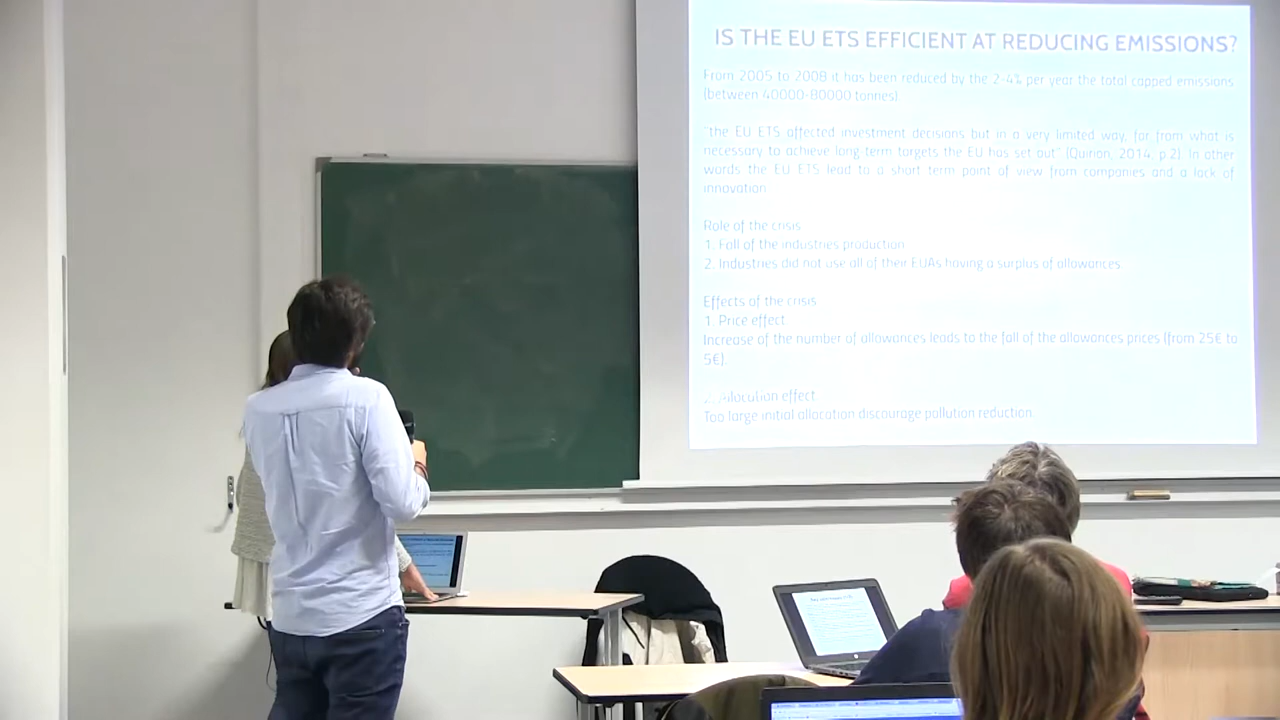 IS THE EU ETS EFFICIENT AT REDUCING EMISSIONS?
From 2005 to 2008 it has been reduced by the 2-4% per year the total capped emissions
(between 40000-80000 tonnes).
"the EU ETS affected investment decisions but in a very limited way, far from what is
necessary to achieve long-term targets the EU has set out" (Quirion, 2014, p.2). In other
words the EU ETS lead to a short term point of view from companies and a lack of
innovation.
Role of the crisis
1. Fall of the industries production
2. Industries did not use all of their EUAs having a surplus of allowances
Effects of the crisis
1. Price effect
Increase of the number of allowances leads to the fall of the allowances prices (from 25€ to
5€).
2. Allocation effect
Too large initial allocation discourage pollution reduction